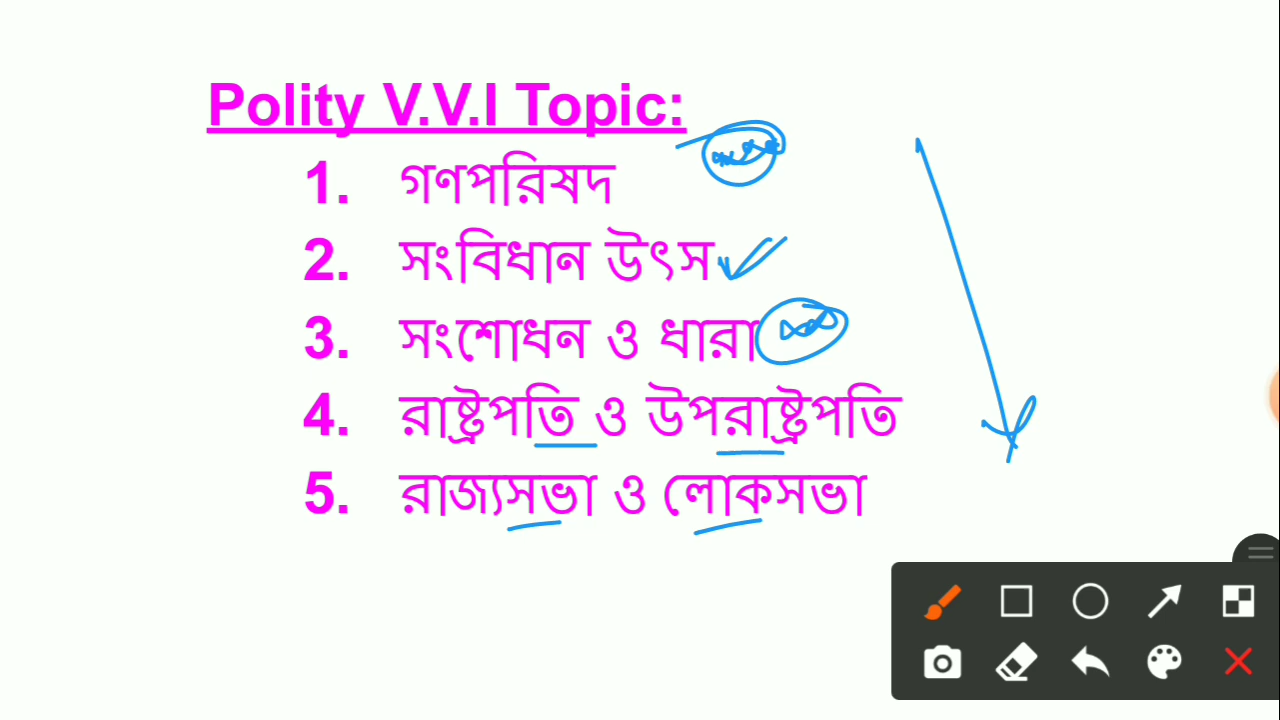 Polity V.V.I Topic:
1. গণপরিষদ
2. সংবিধান উৎস
3. সংশোধন ও ধারা
4. রাষ্ট্রপতি ও উপরাষ্ট্রপতি
5. রাজ্যসভা ও লোকসভা